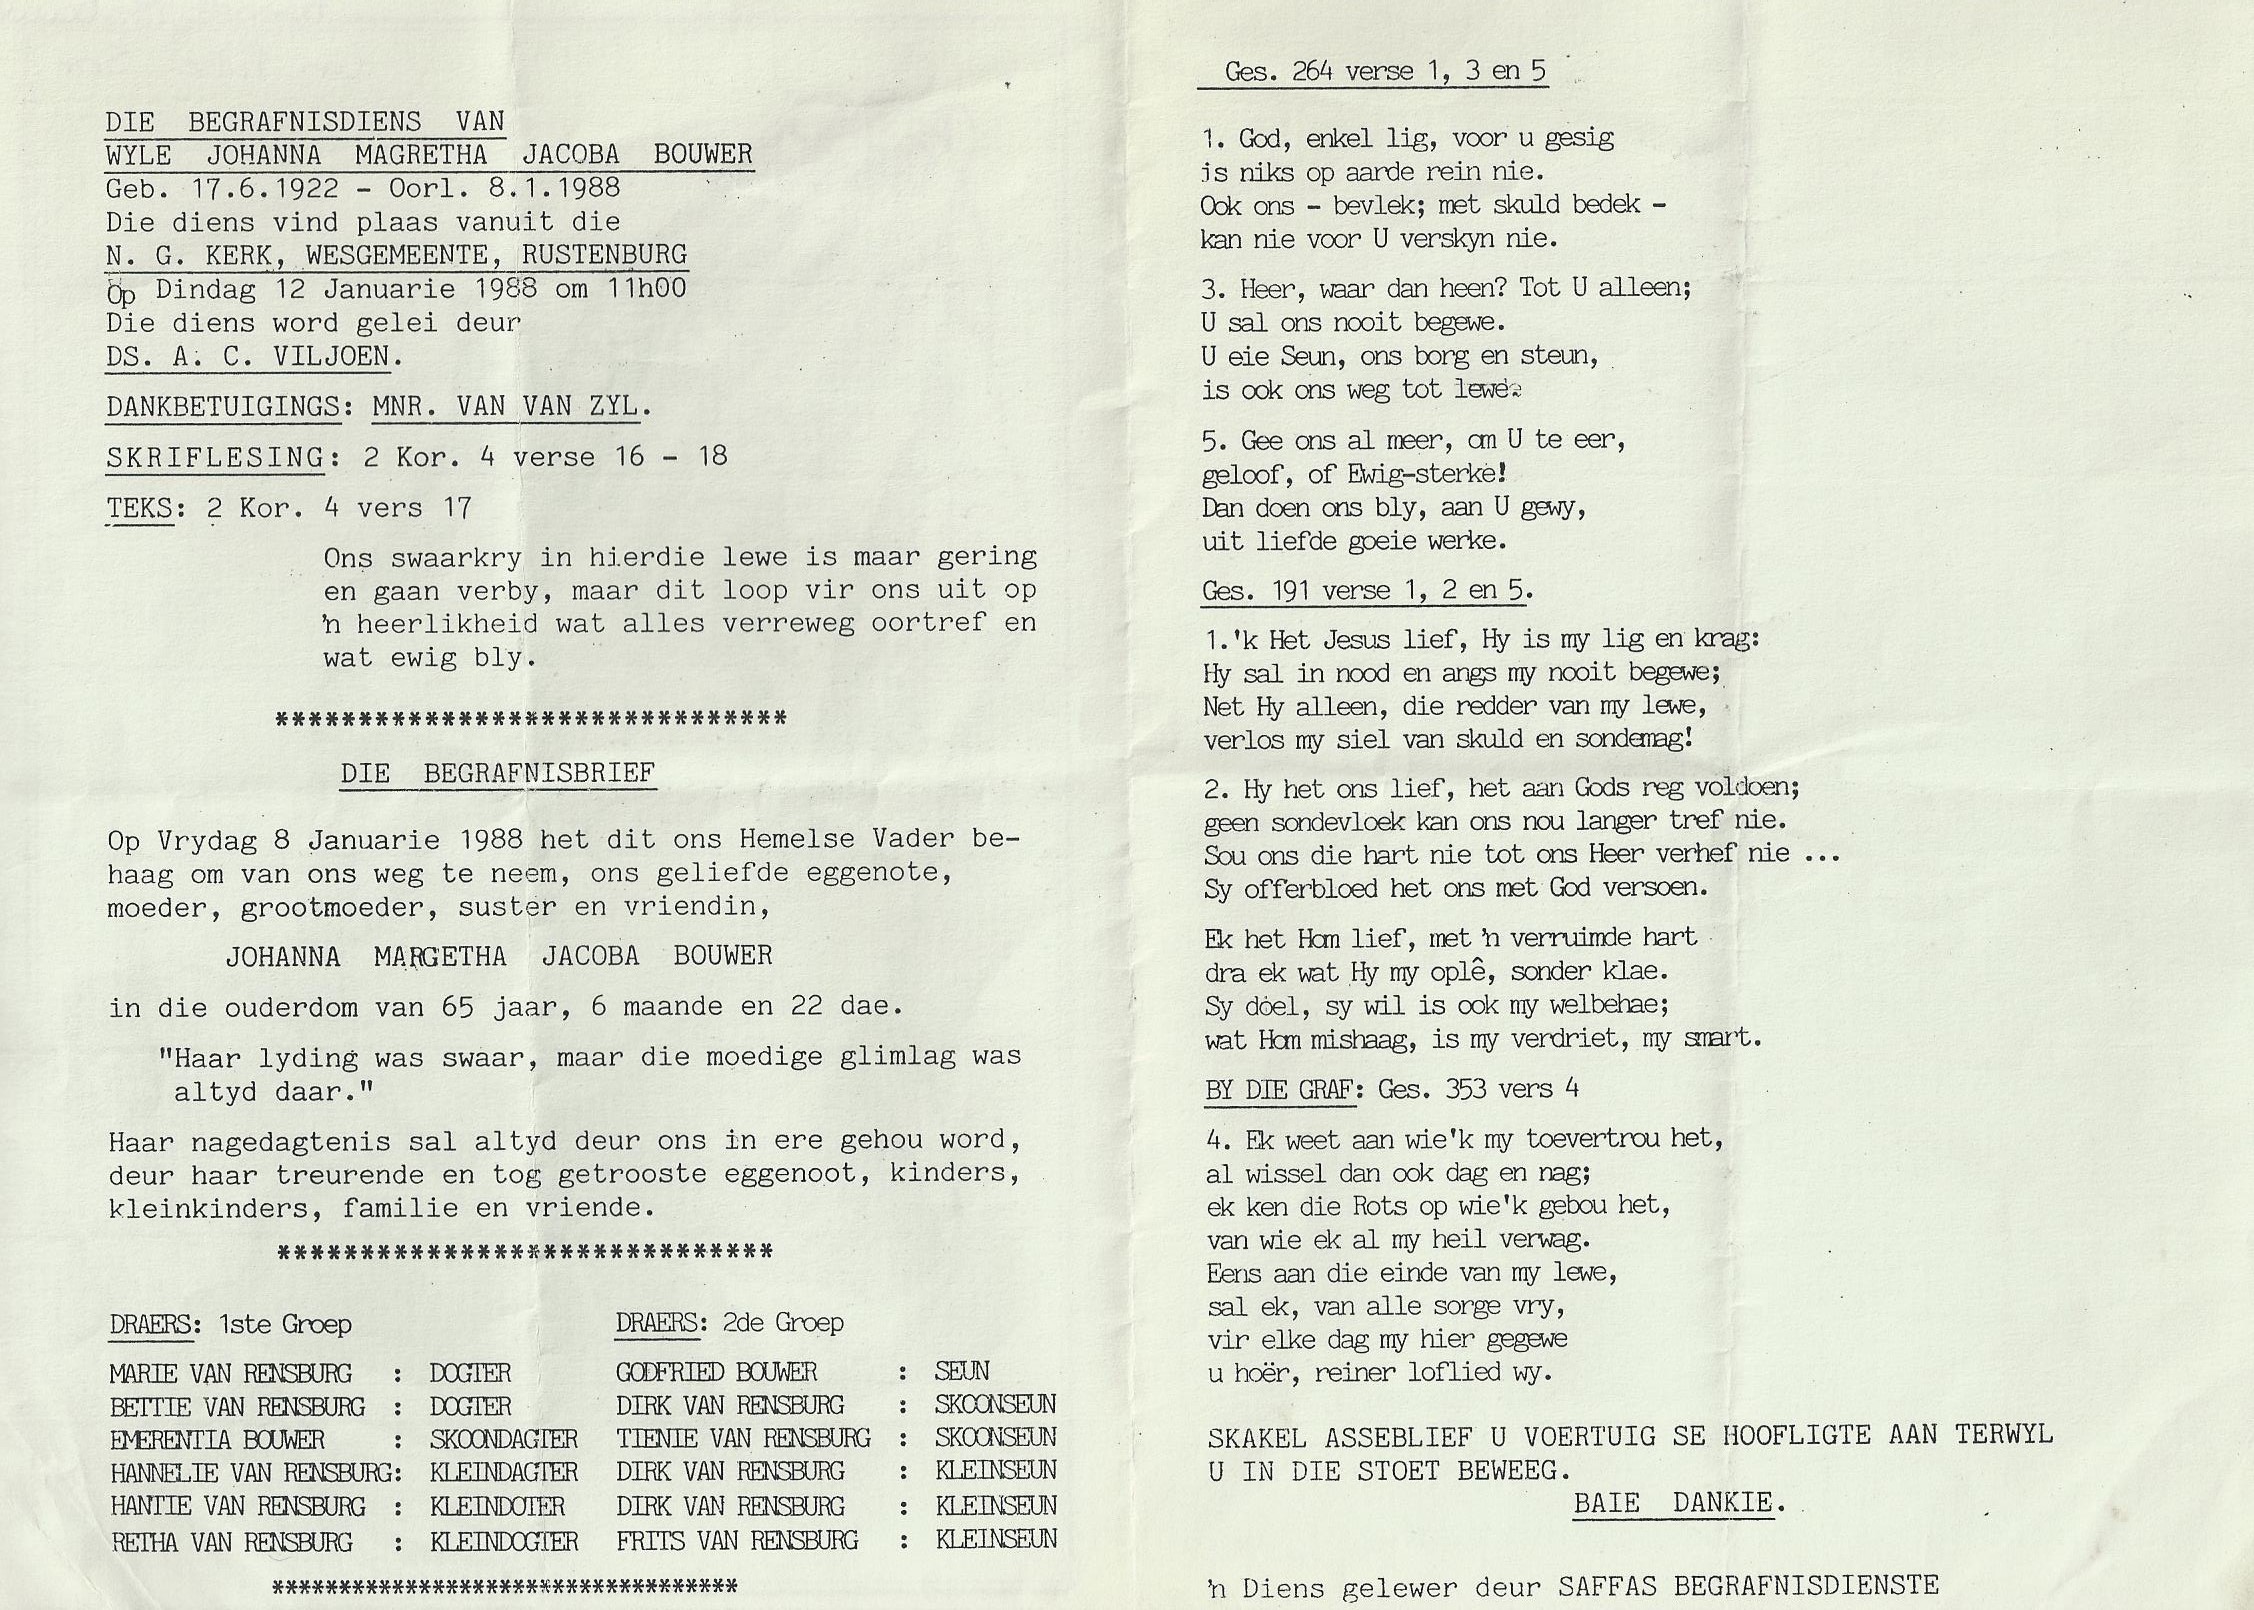 DIE BEGRAFNISDIENS VAN
WYLE JOHANNA MAGRETHA JACOBA BOUWER
Geb. 17.6.1922 - Oorl. 8.1.1988
Die diens vind plaas vanuit die
N. G. KERK, WESGEMEENTE, RUSTENBURG
Op Dindag 12 Januarie 1988 om 11h00
Die diens word gelei deur
DS. A. C. VILJOEN.
DANKBETUIGINGS: MNR. VAN VAN ZYL.
SKRIFLESING: 2 Kor. 4 verse 16 - 18
TEKS: 2 Kor. 4 vers 17
Ons swaarkry in hierdie lewe is maar gering
en gaan verby, maar dit loop vir ons uit op
'n heerlikheid wat alles verreweg oortref en
wat ewig bly.
*******************************
DIE BEGRAFNISBRIEF
Op Vrydag 8 Januarie 1988 het dit ons Hemelse Vader be-
haag om van ons weg te neem, ons geliefde eggenote,
moeder, grootmoeder, suster en vriendin,
JOHANNA MARGETHA JACOBA BOUWER
in die ouderdom van 65 jaar, 6 maande en 22 dae.
"Haar lyding was swaar, maar die moedige glimlag was
altyd daar."
Haar nagedagtenis sal altyd deur ons in ere gehou word,
deur haar treurende en tog getrooste eggenoot, kinders,
kleinkinders, familie en vriende.
******************************
DRAERS: 1ste Groep DRAERS: 2de Groep
MARIE VAN RENSBURG : DOGTER GODFRIED BOUWER : SEUN
BETTIE VAN RENSBURG : DOGTER DIRK VAN RENSBURG : SKOONSEUN
EMERENTIA BOUWER : SKOONDAGTER TIENIE VAN RENSBURG : SKOONSEUN
HANNELIE VAN RENSBURG: KLEINDAGTER DIRK VAN RENSBURG : KLEINSEUN
HANTIE VAN RENSBURG : KLEINDOTER DIRK VAN RENSBURG : KLEINSEUN
RETHA VAN RENSBURG : KLEINDOGTER FRITS VAN RENSBURG : KLEINSEUN
***********************************
Ges. 264 verse 1, 3 en 5
1. God, enkel lig, voor u gesig
is niks op aarde rein nie.
Ook ons - bevlek; met skuld bedek -
kan nie voor U verskyn nie.
3. Heer, waar dan heen? Tot U alleen;
U sal ons nooit begewe.
U eie Seun, ons borg en steun,
is ook ons weg tot lewe.
5. Gee ons al meer, om U te eer,
geloof, of Ewig-sterke!
Dan doen ons bly, aan U gewy,
uit liefde goeie werke.
Ges. 191 verse 1, 2 en 5.
1.'k Het Jesus lief, Hy is my lig en krag:
Hy sal in nood en angs my nooit begewe;
Net Hy alleen, die redder van my lewe,
verlos my siel van skuld en sondemag!
2. Hy het ons lief, het aan Gods reg voldoen;
geen sondevloek kan ons nou langer tref nie.
Sou ons die hart nie tot ons Heer verhef nie ...
Sy offerbloed het ons met God versoen.
Ek het Hom lief, met 'n verruimde hart
dra ek wat Hy my oplê, sonder klae.
Sy doel, sy wil is ook my welbehae;
wat Hom mishaag, is my verdriet, my smart.
BY DIE GRAF: Ges. 353 vers 4
4. Ek weet aan wie'k my toevertrou het,
al wissel dan ook dag en nag;
ek ken die Rots op wie'k gebou het,
van wie ek al my heil verwag.
Eens aan die einde van my lewe,
sal ek, van alle sorge vry,
vir elke dag my hier gegewe
u hoër, reiner loflied wy.
SKAKEL ASSEBLIEF U VOERTUIG SE HOOFLIGTE AAN TERWYL
U IN DIE STOET BEWEEG.
BAIE DANKIE.
'n Diens gelewer deur SAFFAS BEGRAFNISDIENSTE